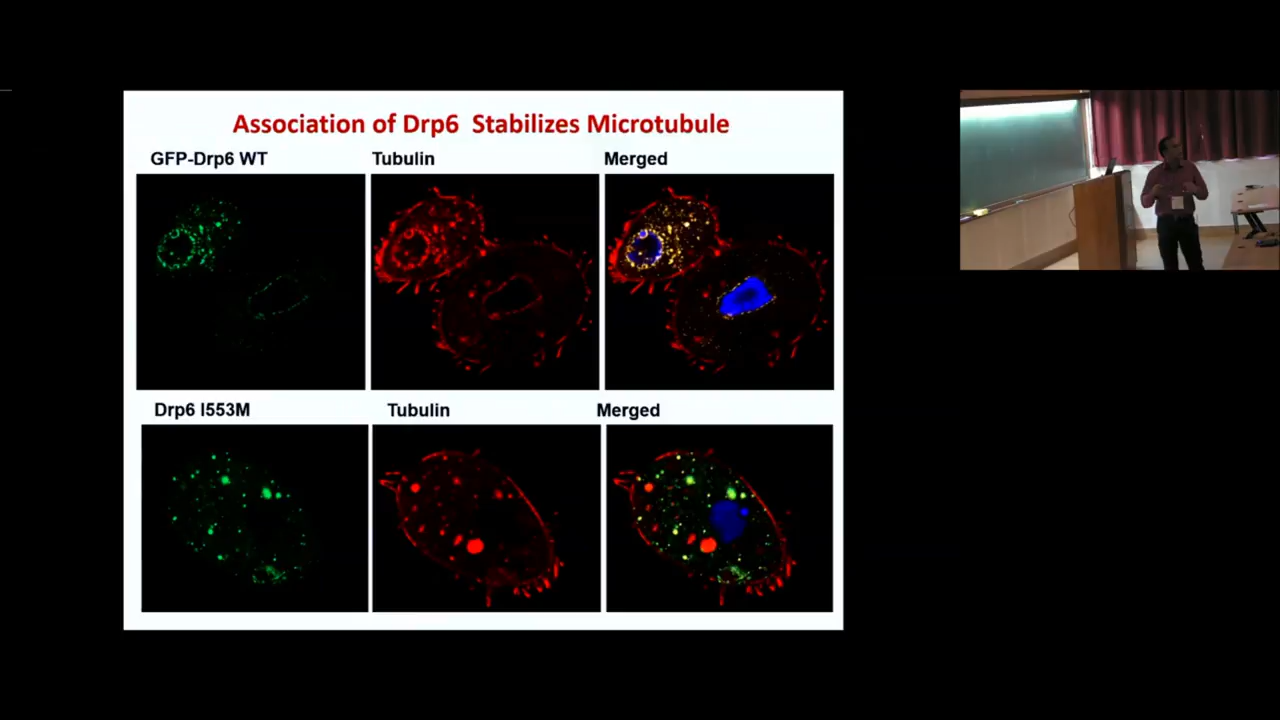 Association of Drp6 Stabilizes Microtubule
GFP-Drp6 WT Tubulin Merged
Drp6 I553M Tubulin Merged